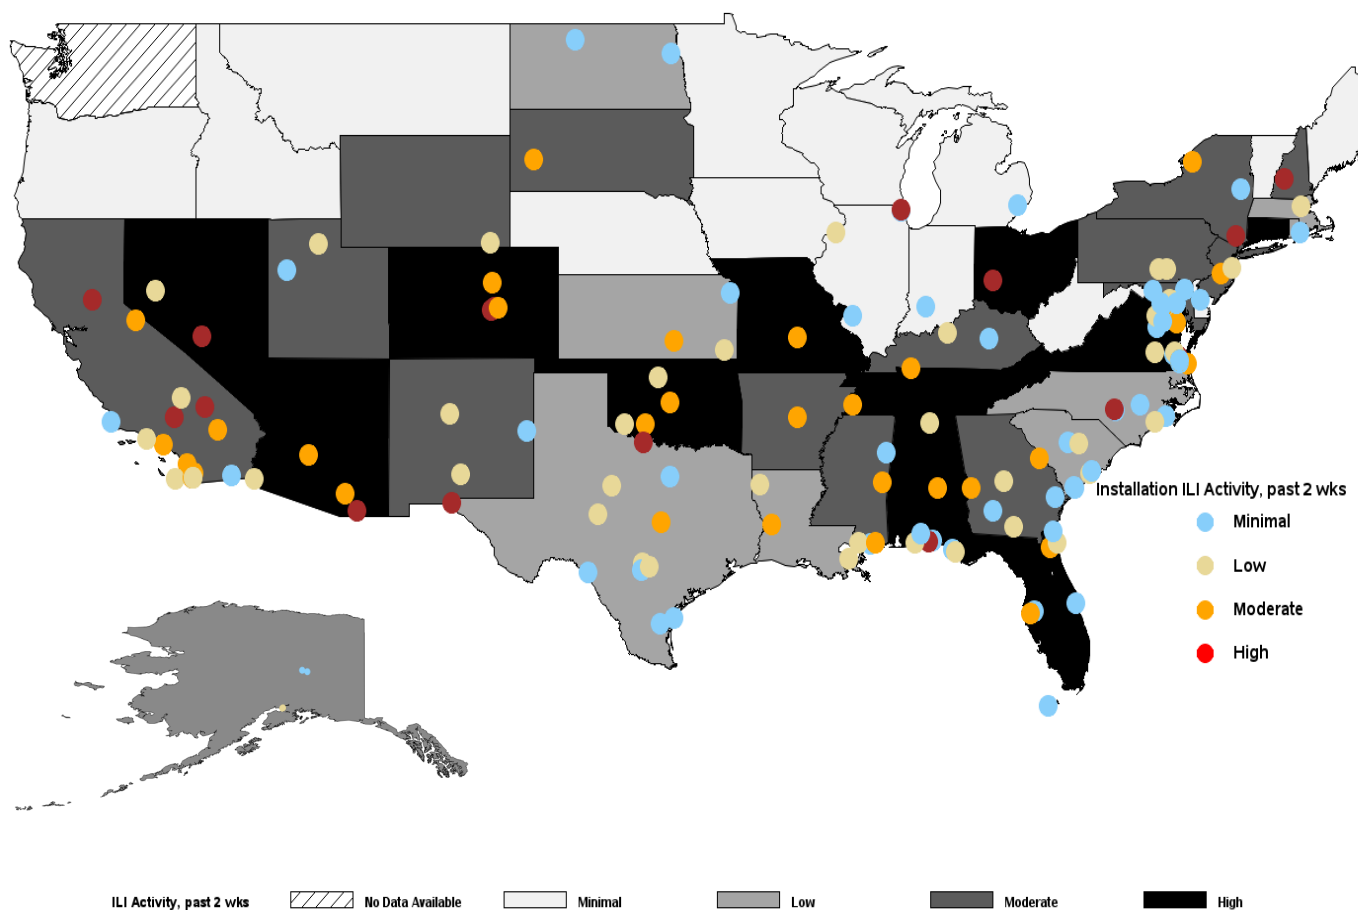 Installation ILI Activity, past 2 wks
Minimal
Low
Moderate
High
ILI Activity, past 2 wks No Data Available Minimal Low Moderate High